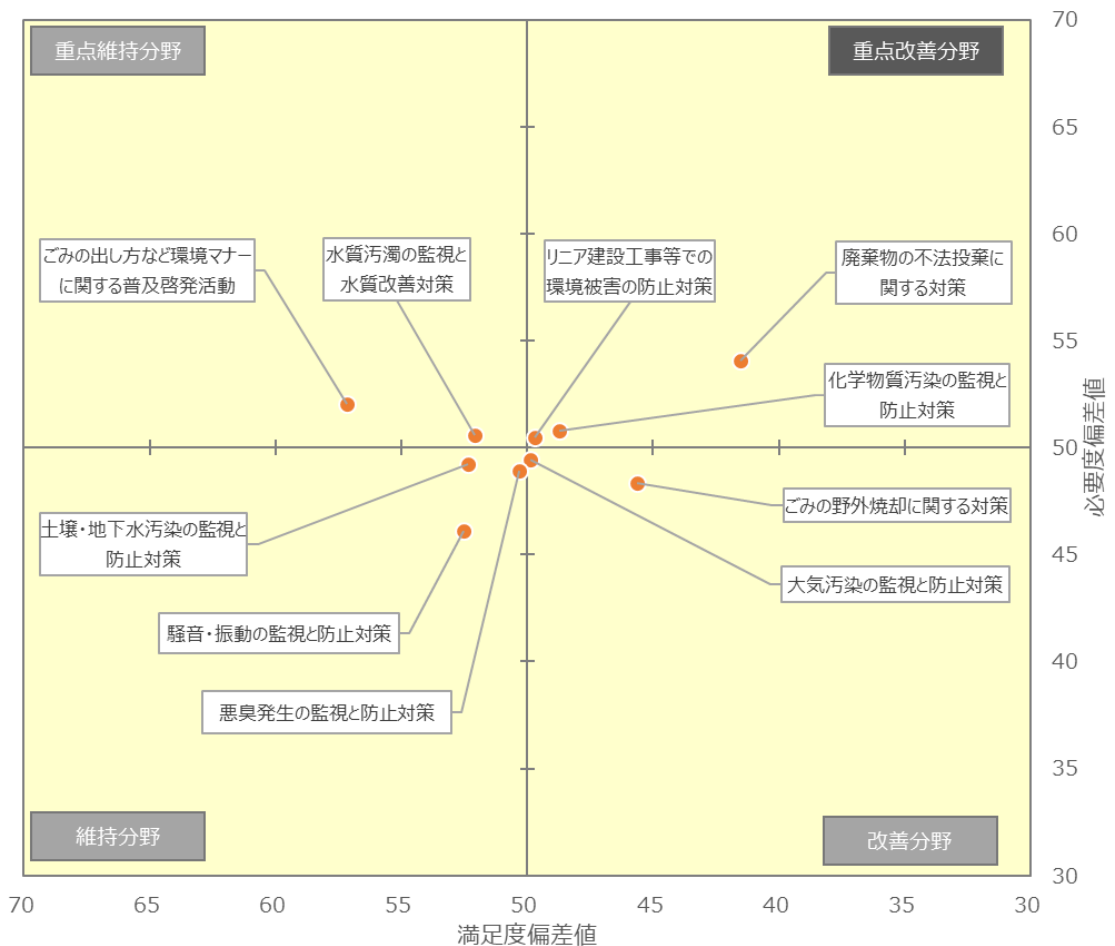 重点維持分野
重点改善分野
ごみの出し方など環境マナー
に関する普及啓発活動
水質汚濁の監視と
水質改善対策
リニア建設工事等での
環境被害の防止対策
廃棄物の不法投棄に
関する対策
化学物質汚染の監視と
防止対策
土壌・地下水汚染の監視と
防止対策
ごみの野外焼却に関する対策
大気汚染の監視と防止対策
騒音・振動の監視と防止対策
悪臭発生の監視と防止対策
維持分野
改善分野
70
65
60
55
50
45
40
35
30
必要度偏差値
70
65
60
55
50
45
40
35
30
満足度偏差値